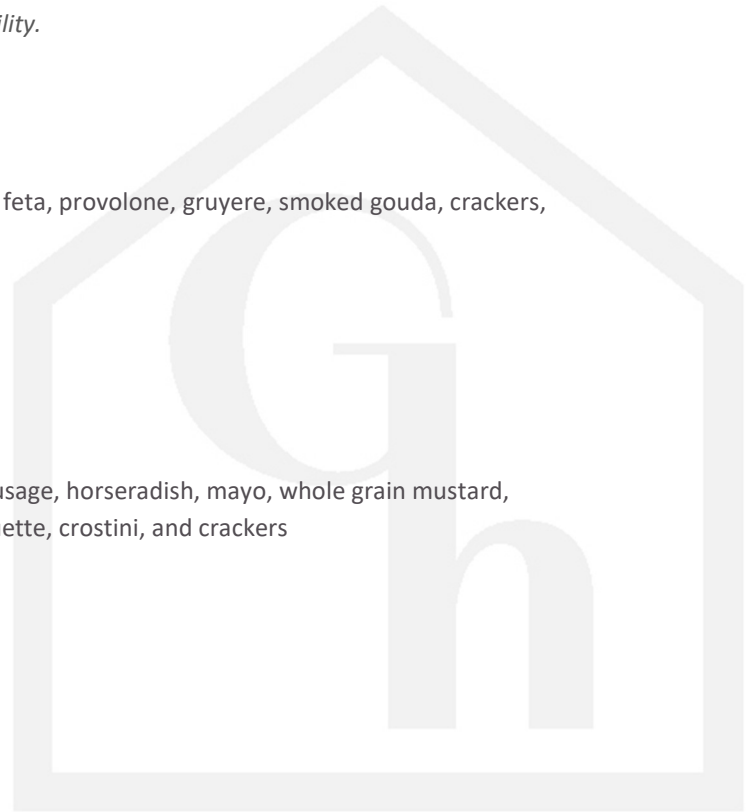 ility.
feta, provolone, gruyere, smoked gouda, crackers,
usage, horseradish, mayo, whole grain mustard,
ette, crostini, and crackers
G
h